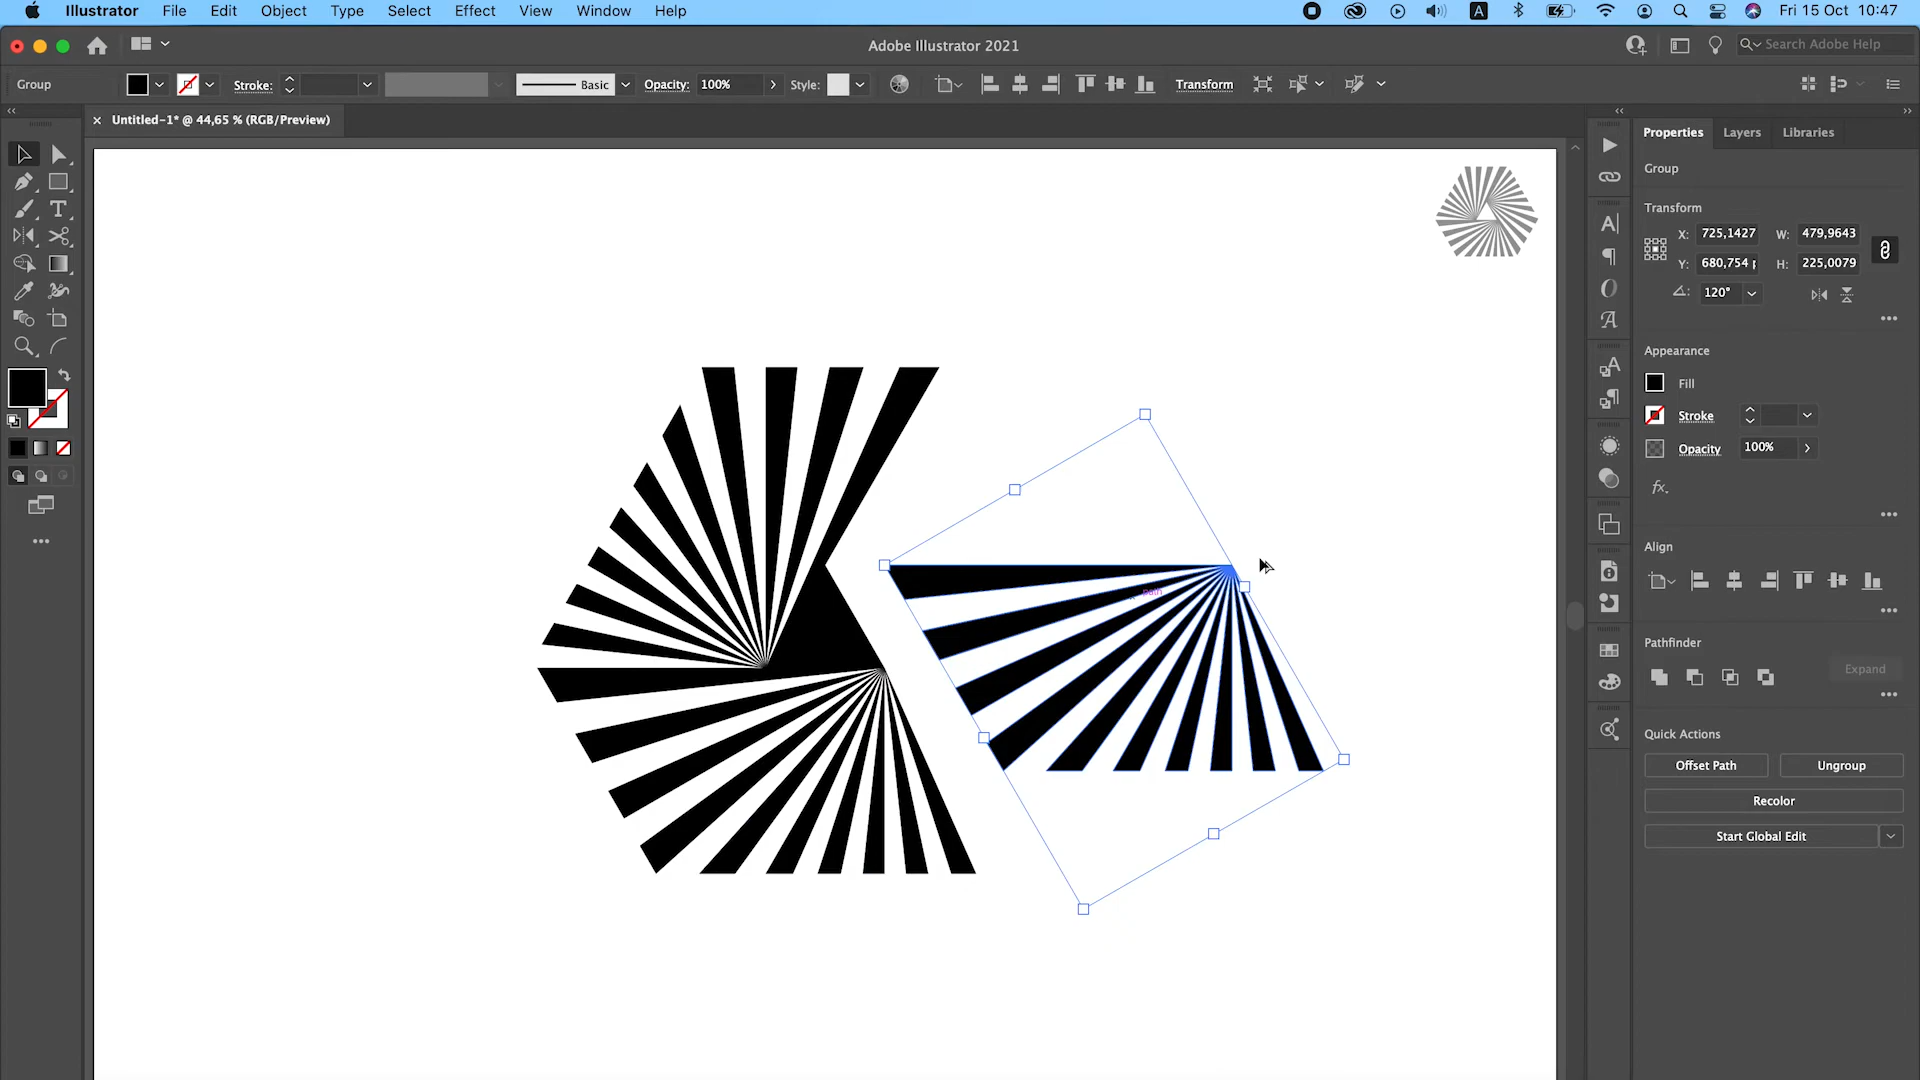 Illustrator File Edit Object Type Select Effect View Window Help A Fri 15 Oct 10:47
Adobe Illustrator 2021 Search Adobe Help
Group Stroke: Basic Opacity: 100% Style: Transform
× Untitled-1* @ 44,65 % (RGB/Preview)
Properties Layers Libraries
Group
Transform
X: 725,1427 W: 479,9643
Y: 680,754 p H: 225,0079
120°
Appearance
Fill
Stroke
Opacity 100%
fx
Align
path
Pathfinder
Expand
Quick Actions
Offset Path Ungroup
Recolor
Start Global Edit